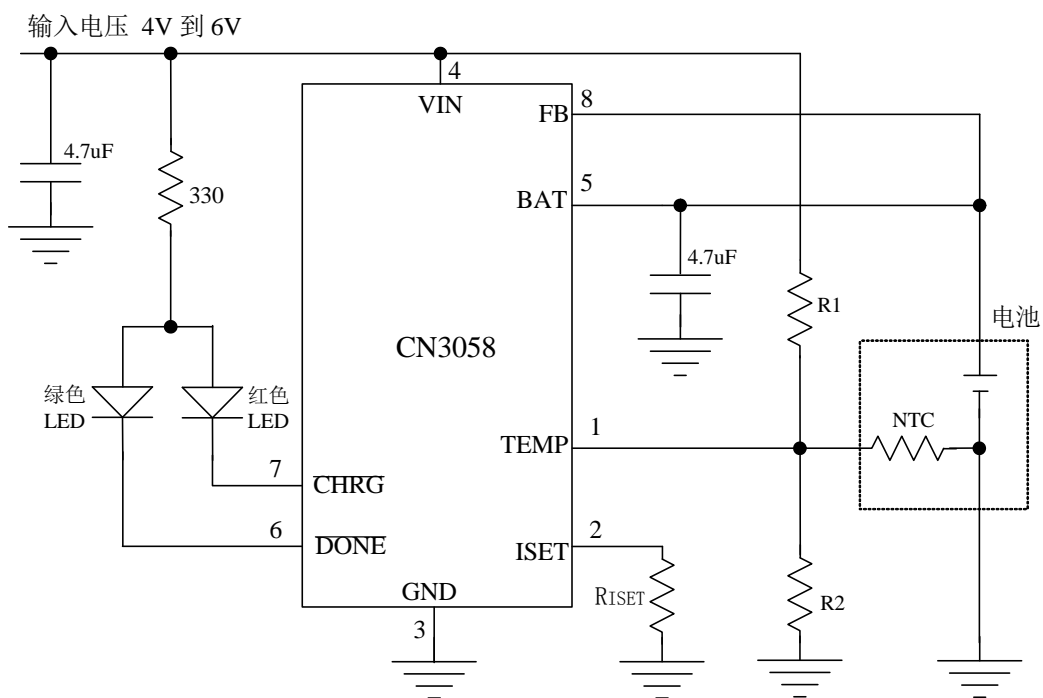 输入电压 4V 到 6V
4
VIN
FB
8
4.7uF
330
BAT
5
4.7uF
R1
CN3058
电池
绿色
LED
红色
LED
NTC
TEMP
1
7
CHRG
6
DONE
ISET
2
RISET
R2
GND
3